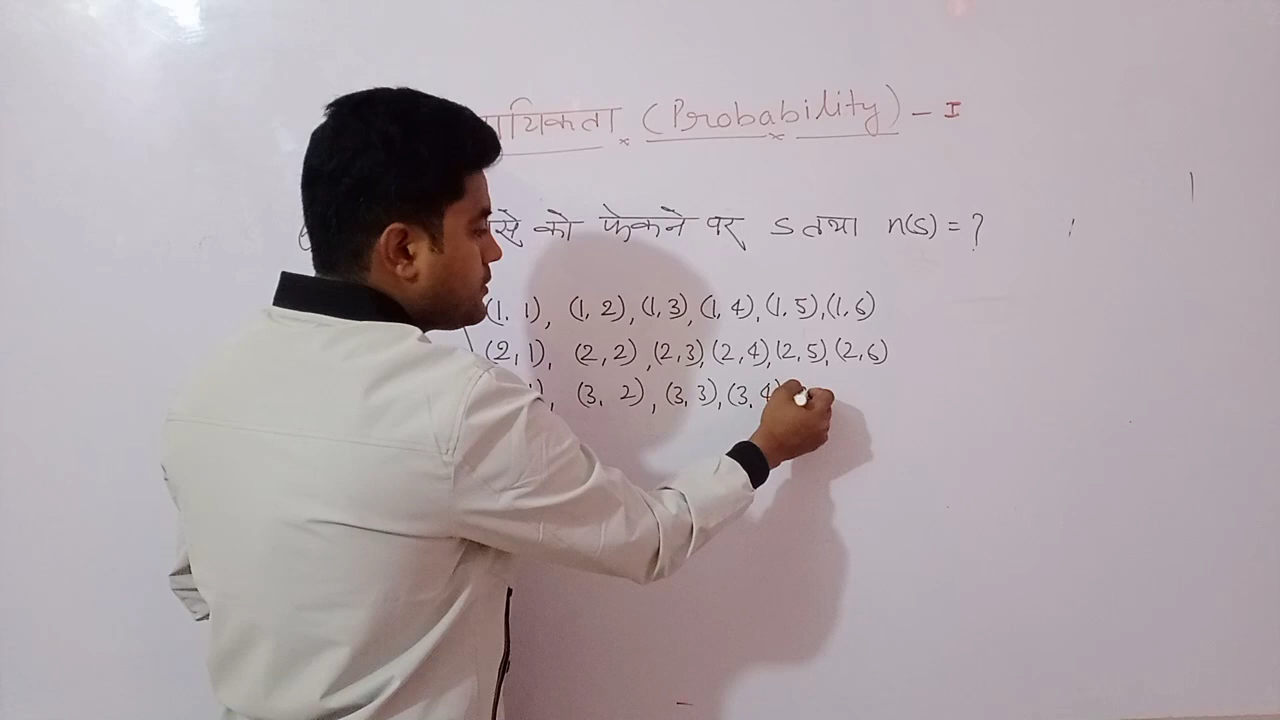 (Probability) - I
को फेकने पर S तथा n(S) = ?
(1, 1), (1, 2), (1, 3), (1, 4), (1, 5), (1, 6)
(2, 1), (2, 2), (2, 3), (2, 4), (2, 5), (2, 6)
(3, 2), (3, 3), (3, 4)